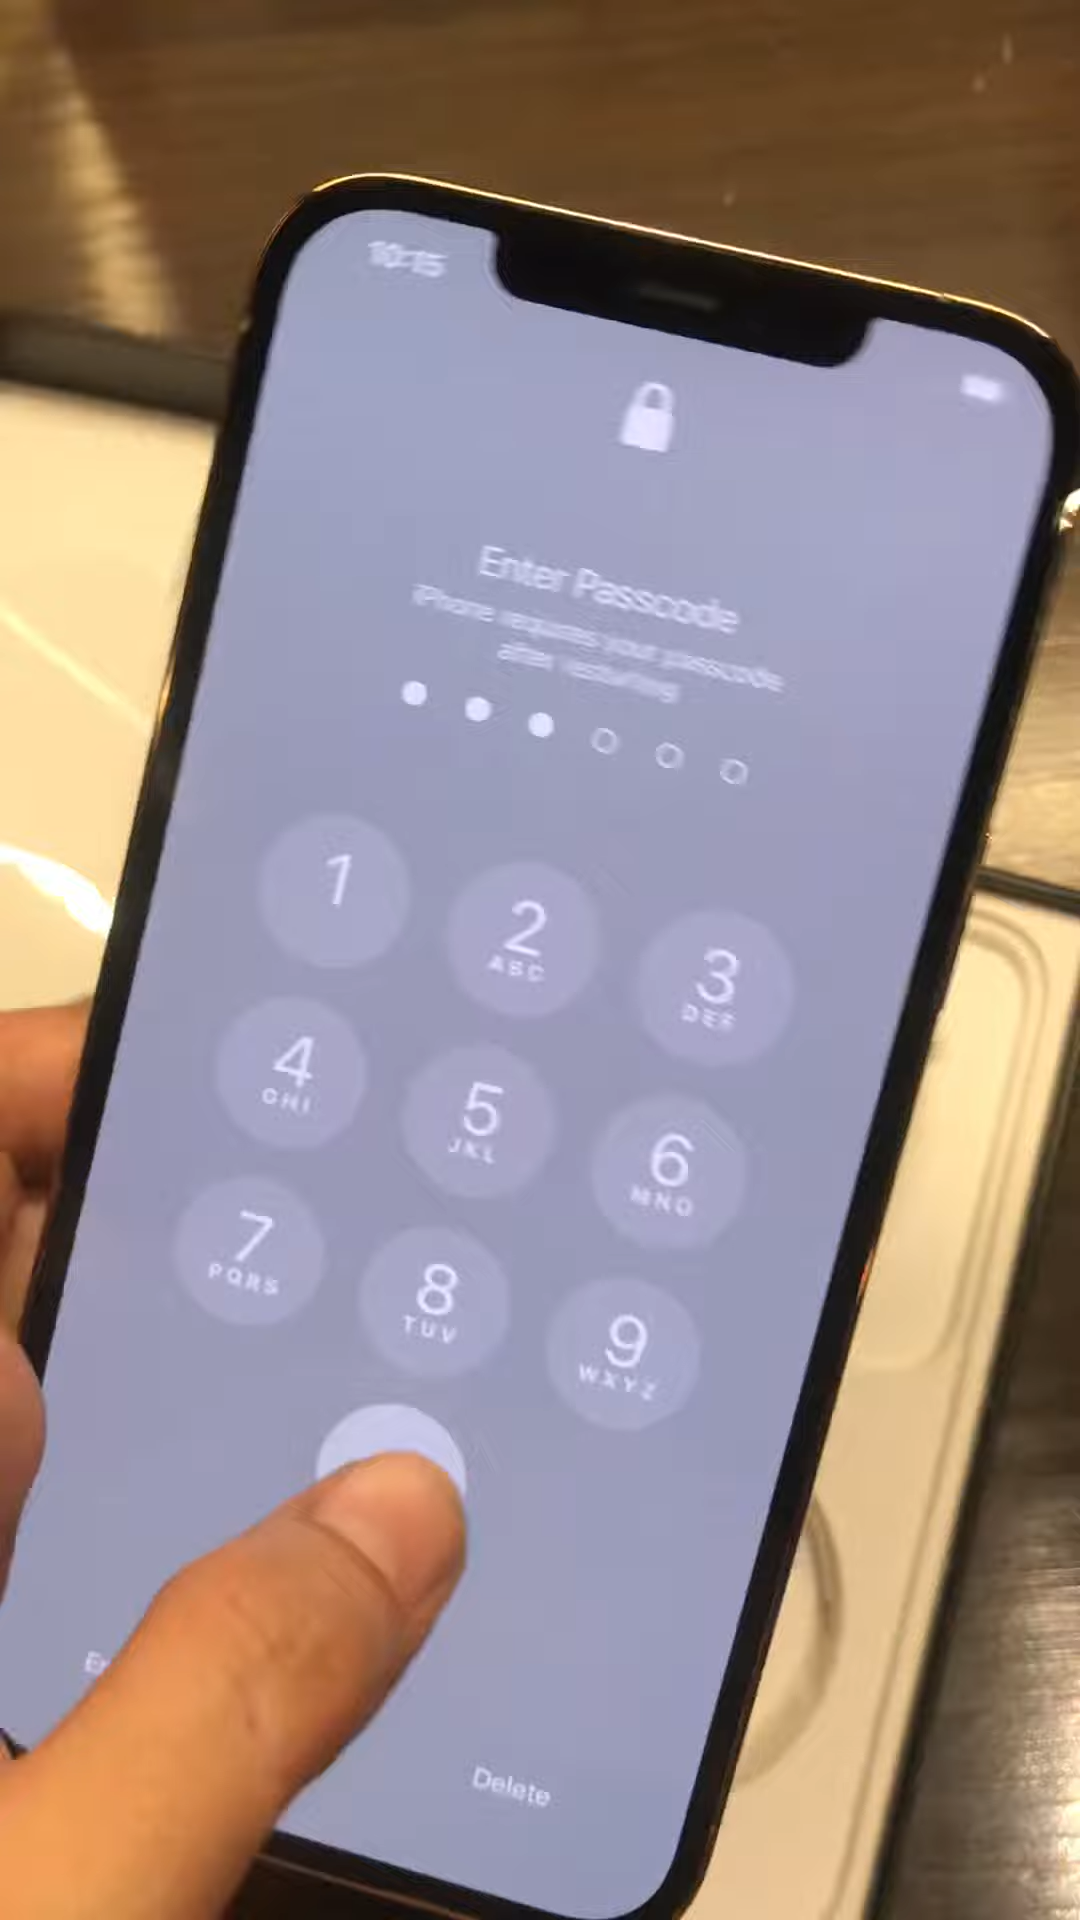 10:15
Enter Passcode
iPhone requires your passcode
after restarting
1
2
ABC
3
DEF
4
GHI
5
JKL
6
MNO
7
PQRS
8
TUV
9
WXYZ
Delete